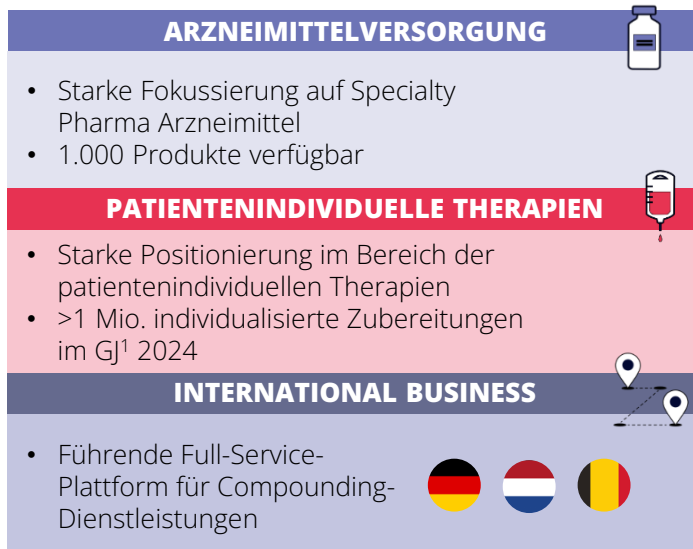 ARZNEIMITTELVERSORGUNG
• Starke Fokussierung auf Specialty
Pharma Arzneimittel
• 1.000 Produkte verfügbar
PATIENTENINDIVIDUELLE THERAPIEN
• Starke Positionierung im Bereich der
patientenindividuellen Therapien
• >1 Mio. individualisierte Zubereitungen
im GJ¹ 2024
INTERNATIONAL BUSINESS
• Führende Full-Service-
Plattform für Compounding-
Dienstleistungen